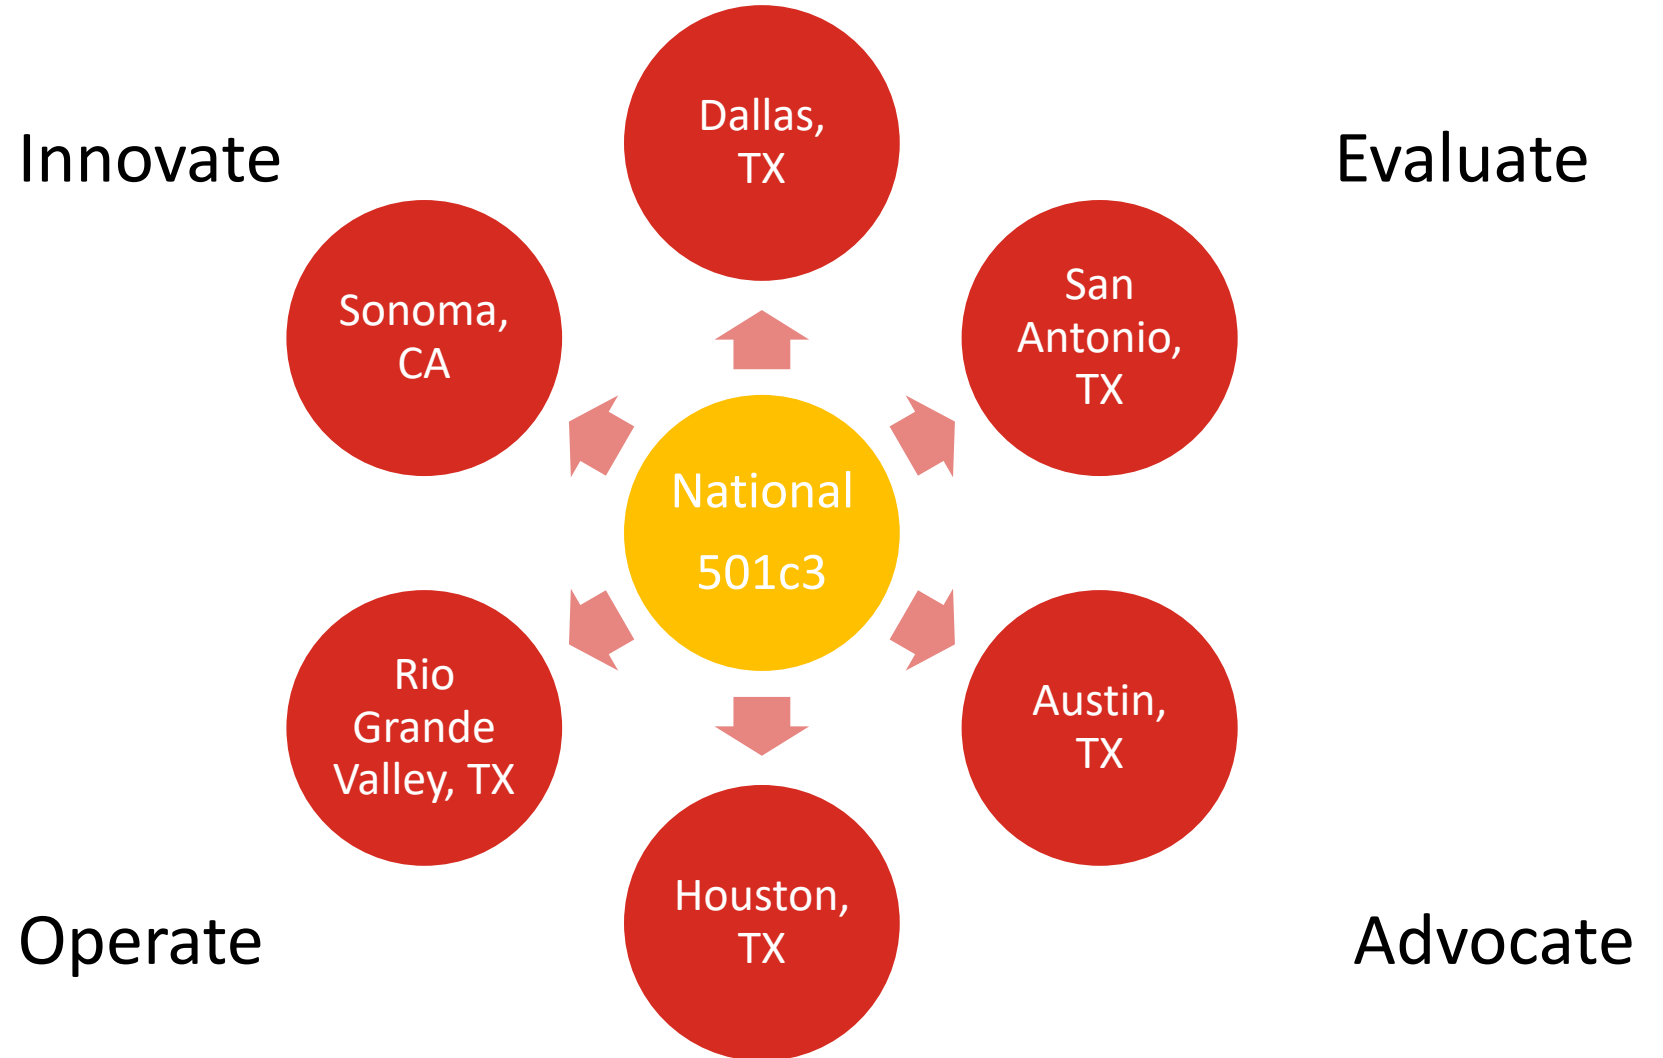 Innovate
Dallas,
TX
Evaluate
Sonoma,
CA
San
Antonio,
TX
National
501c3
Rio
Grande
Valley, TX
Austin,
TX
Operate
Houston,
TX
Advocate